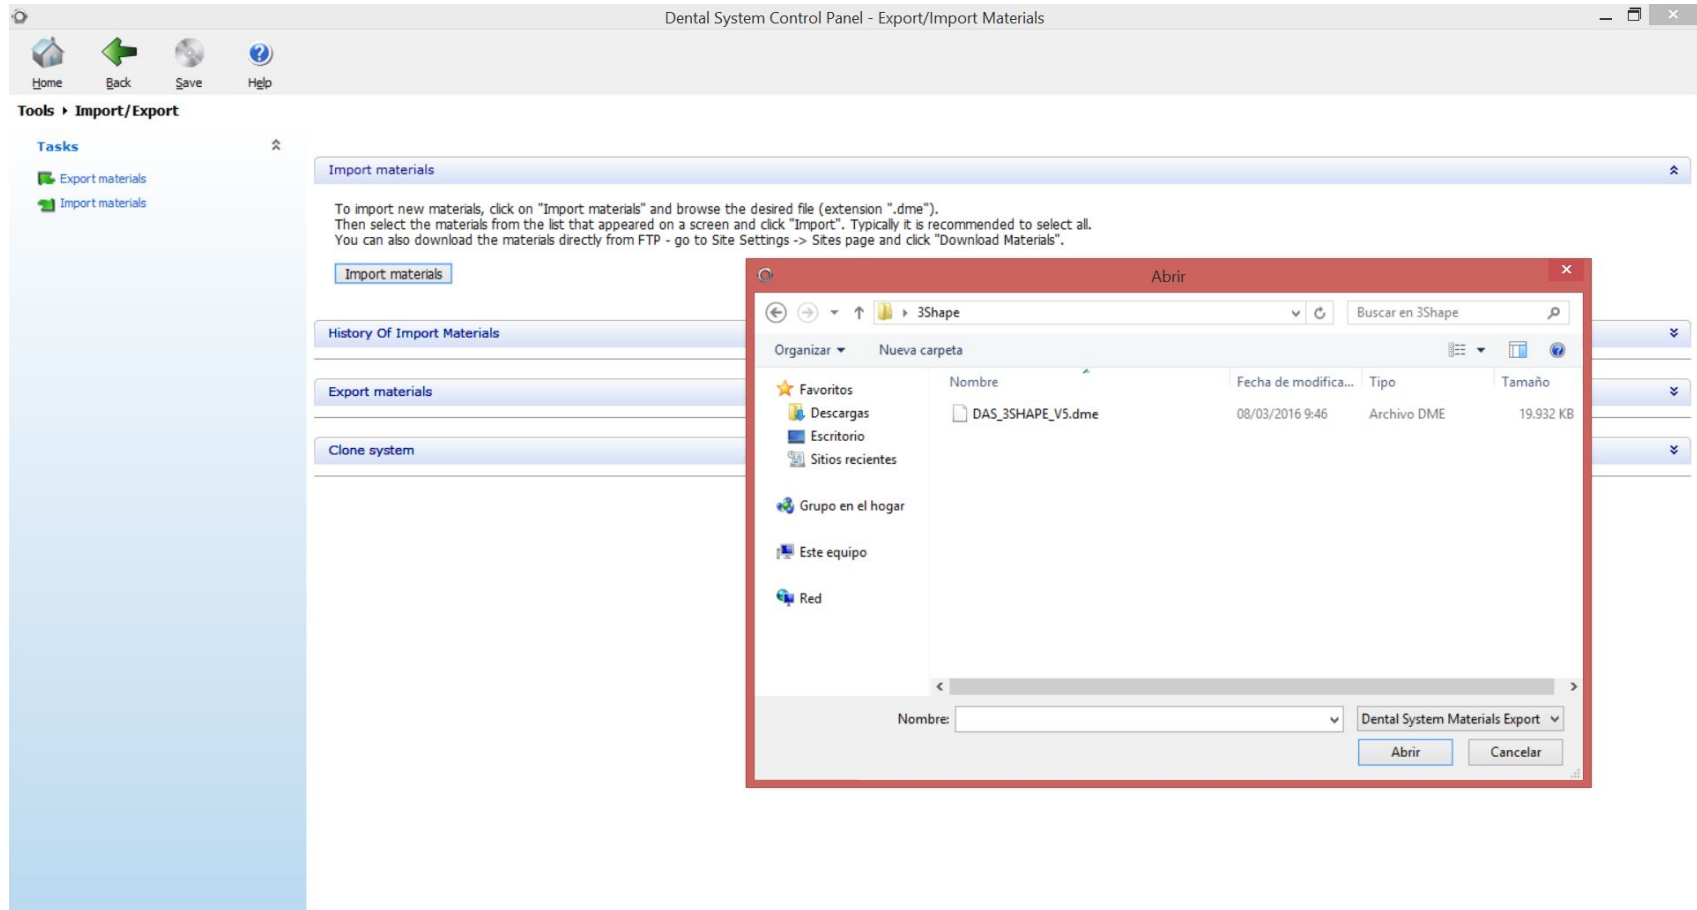 Dental System Control Panel - Export/Import Materials
Home Back Save Help
Tools ▸ Import/Export
Tasks
Export materials
Import materials
Import materials
To import new materials, click on "Import materials" and browse the desired file (extension ".dme").
Then select the materials from the list that appeared on a screen and click "Import". Typically it is recommended to select all.
You can also download the materials directly from FTP - go to Site Settings -> Sites page and click "Download Materials".
Import materials
History Of Import Materials
Export materials
Clone system
Abrir
3Shape
Buscar en 3Shape
Organizar Nueva carpeta
Favoritos
Descargas
Escritorio
Sitios recientes
Grupo en el hogar
Este equipo
Red
Nombre Fecha de modifica... Tipo Tamaño
DAS_3SHAPE_V5.dme 08/03/2016 9:46 Archivo DME 19.932 KB
Nombre: Dental System Materials Export
Abrir Cancelar